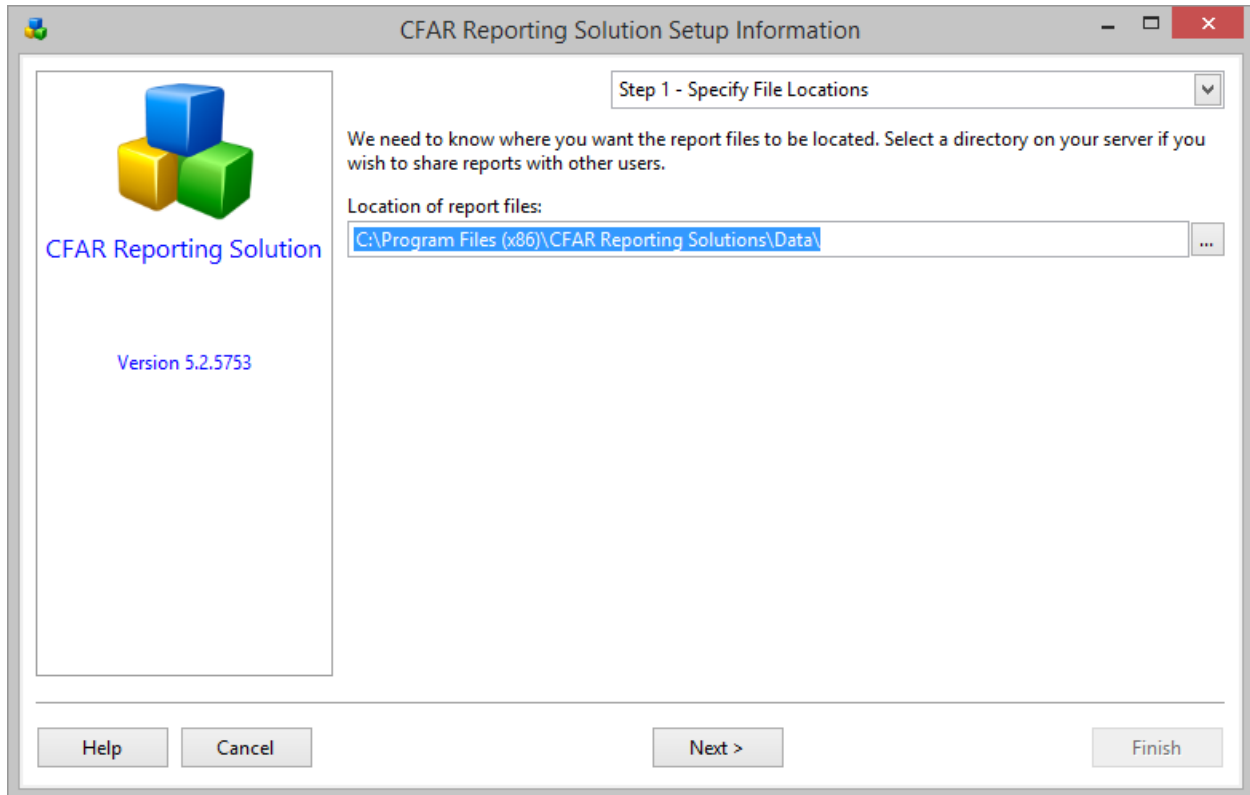 CFAR Reporting Solution Setup Information
Step 1 - Specify File Locations
We need to know where you want the report files to be located. Select a directory on your server if you
wish to share reports with other users.
Location of report files:
C:\Program Files (x86)\CFAR Reporting Solutions\Data\
...
CFAR Reporting Solution
Version 5.2.5753
Help
Cancel
Next >
Finish